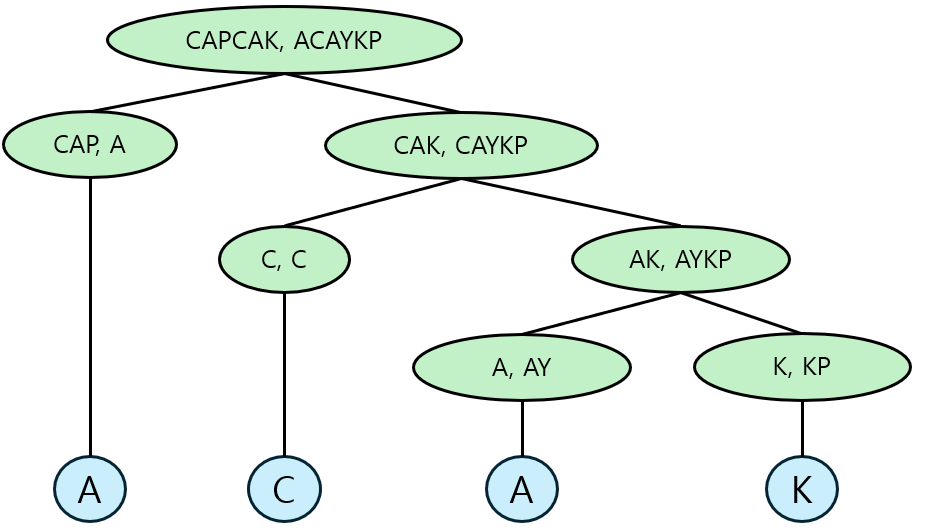 CAPCAK, ACAYKP
CAP, A
CAK, CAYKP
C, C
AK, AYKP
A, AY
K, KP
A
C
A
K